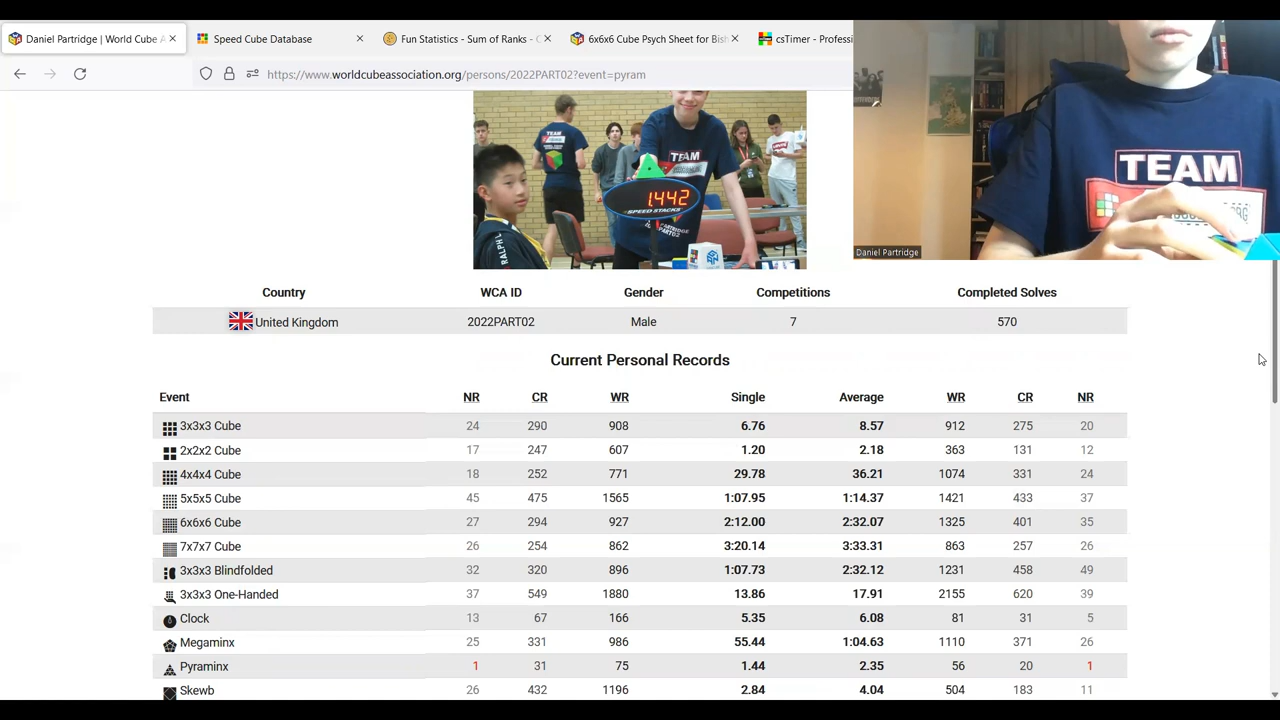 Daniel Partridge | World Cube A
Speed Cube Database
Fun Statistics - Sum of Ranks - C
6x6x6 Cube Psych Sheet for Bis
csTimer - Professi
https://www.worldcubeassociation.org/persons/2022PART02?event=pyram
TEAM
TEAM
1.442
SPEED STACKS
PARTRIDGE
PART02
RALPH L
TEAM
Daniel Partridge
Country WCA ID Gender Competitions Completed Solves
United Kingdom 2022PART02 Male 7 570
Current Personal Records
Event NR CR WR Single Average WR CR NR
3x3x3 Cube 24 290 908 6.76 8.57 912 275 20
2x2x2 Cube 17 247 607 1.20 2.18 363 131 12
4x4x4 Cube 18 252 771 29.78 36.21 1074 331 24
5x5x5 Cube 45 475 1565 1:07.95 1:14.37 1421 433 37
6x6x6 Cube 27 294 927 2:12.00 2:32.07 1325 401 35
7x7x7 Cube 26 254 862 3:20.14 3:33.31 863 257 26
3x3x3 Blindfolded 32 320 896 1:07.73 2:32.12 1231 458 49
3x3x3 One-Handed 37 549 1880 13.86 17.91 2155 620 39
Clock 13 67 166 5.35 6.08 81 31 5
Megaminx 25 331 986 55.44 1:04.63 1110 371 26
Pyraminx 1 31 75 1.44 2.35 56 20 1
Skewb 26 432 1196 2.84 4.04 504 183 11